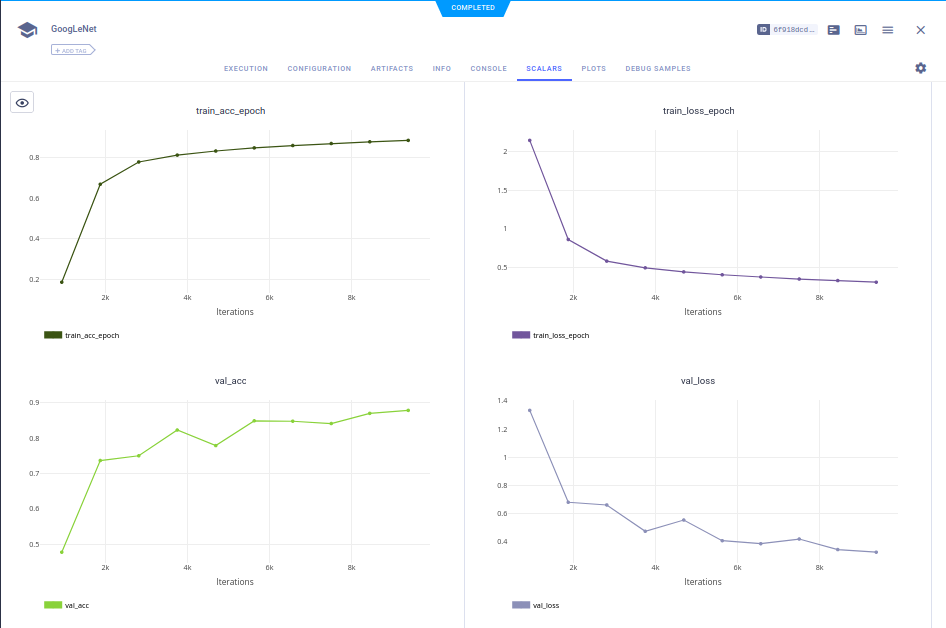 COMPLETED
GoogLeNet
ID 6f918dcd...
+ ADD TAG
EXECUTION CONFIGURATION ARTIFACTS INFO CONSOLE SCALARS PLOTS DEBUG SAMPLES
train_acc_epoch
0.8
0.6
0.4
0.2
2k 4k 6k 8k
Iterations
train_acc_epoch
train_loss_epoch
2
1.5
1
0.5
2k 4k 6k 8k
Iterations
train_loss_epoch
val_acc
0.9
0.8
0.7
0.6
0.5
2k 4k 6k 8k
Iterations
val_acc
val_loss
1.4
1.2
1
0.8
0.6
0.4
2k 4k 6k 8k
Iterations
val_loss